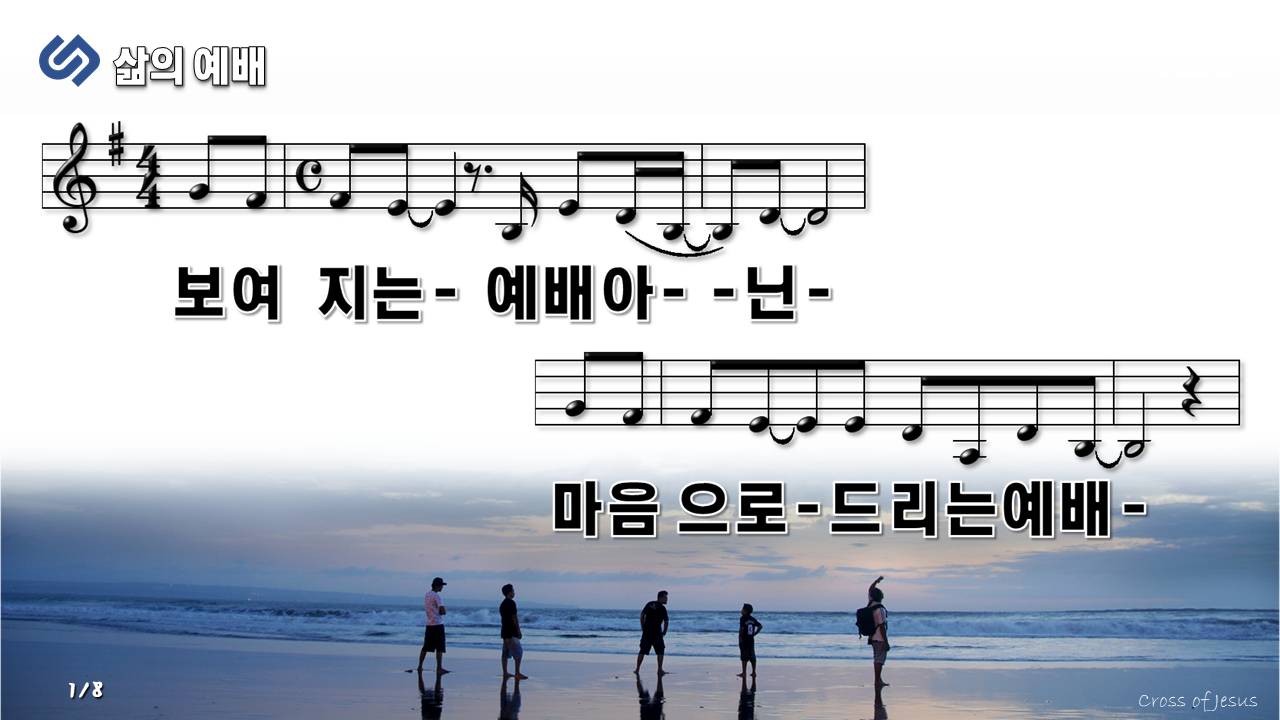 삶의 예배
보여 지는- 예배아- -닌-
마음 으로-드리는예배-
1/8
Cross of Jesus